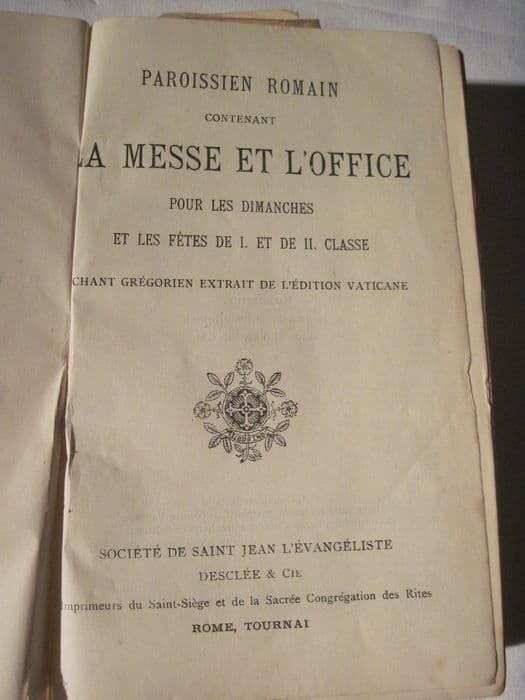 PAROISSIEN ROMAIN
CONTENANT
LA MESSE ET L'OFFICE
POUR LES DIMANCHES
ET LES FÊTES DE I. ET DE II. CLASSE
CHANT GRÉGORIEN EXTRAIT DE L'ÉDITION VATICANE
SOCIÉTÉ DE SAINT JEAN L'ÉVANGÉLISTE
DESCLÉE & CIE
Imprimeurs du Saint-Siège et de la Sacrée Congrégation des Rites
ROME, TOURNAI